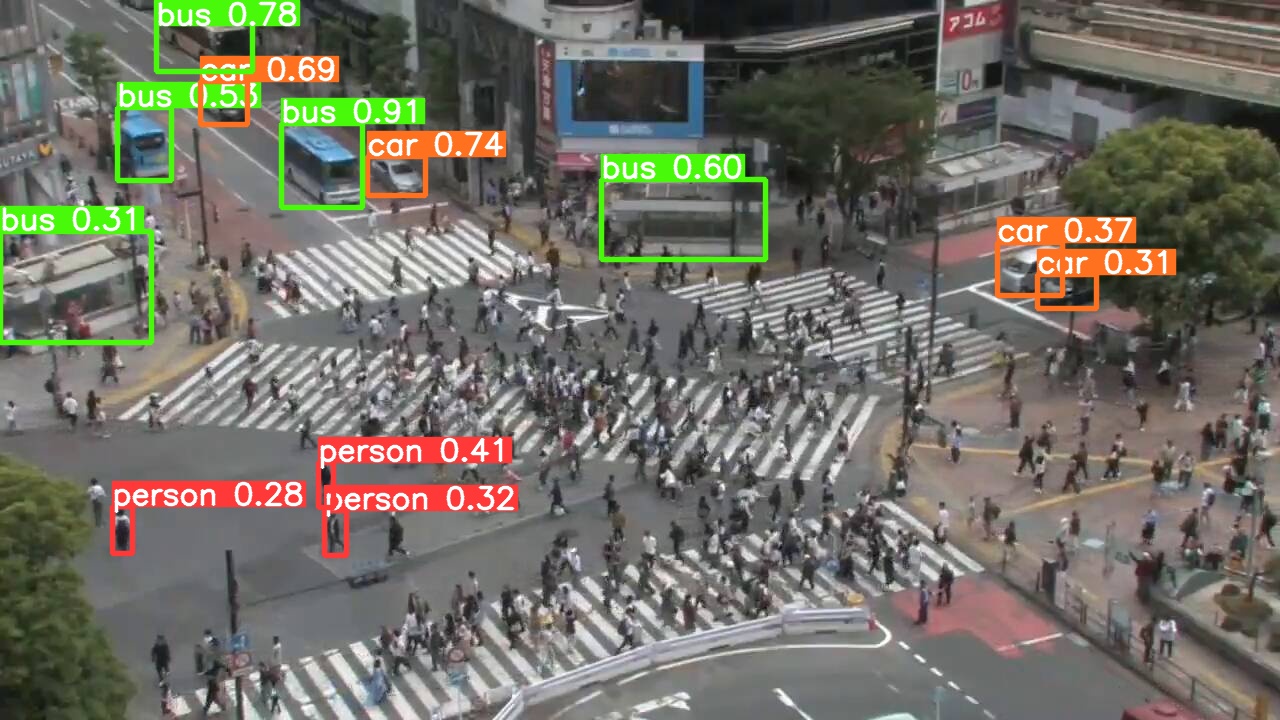 bus 0.78
アコム
car 0.69
bus 0.53
bus 0.91
car 0.74
bus 0.60
bus 0.31
car 0.37
car 0.31
person 0.41
person 0.28
person 0.32